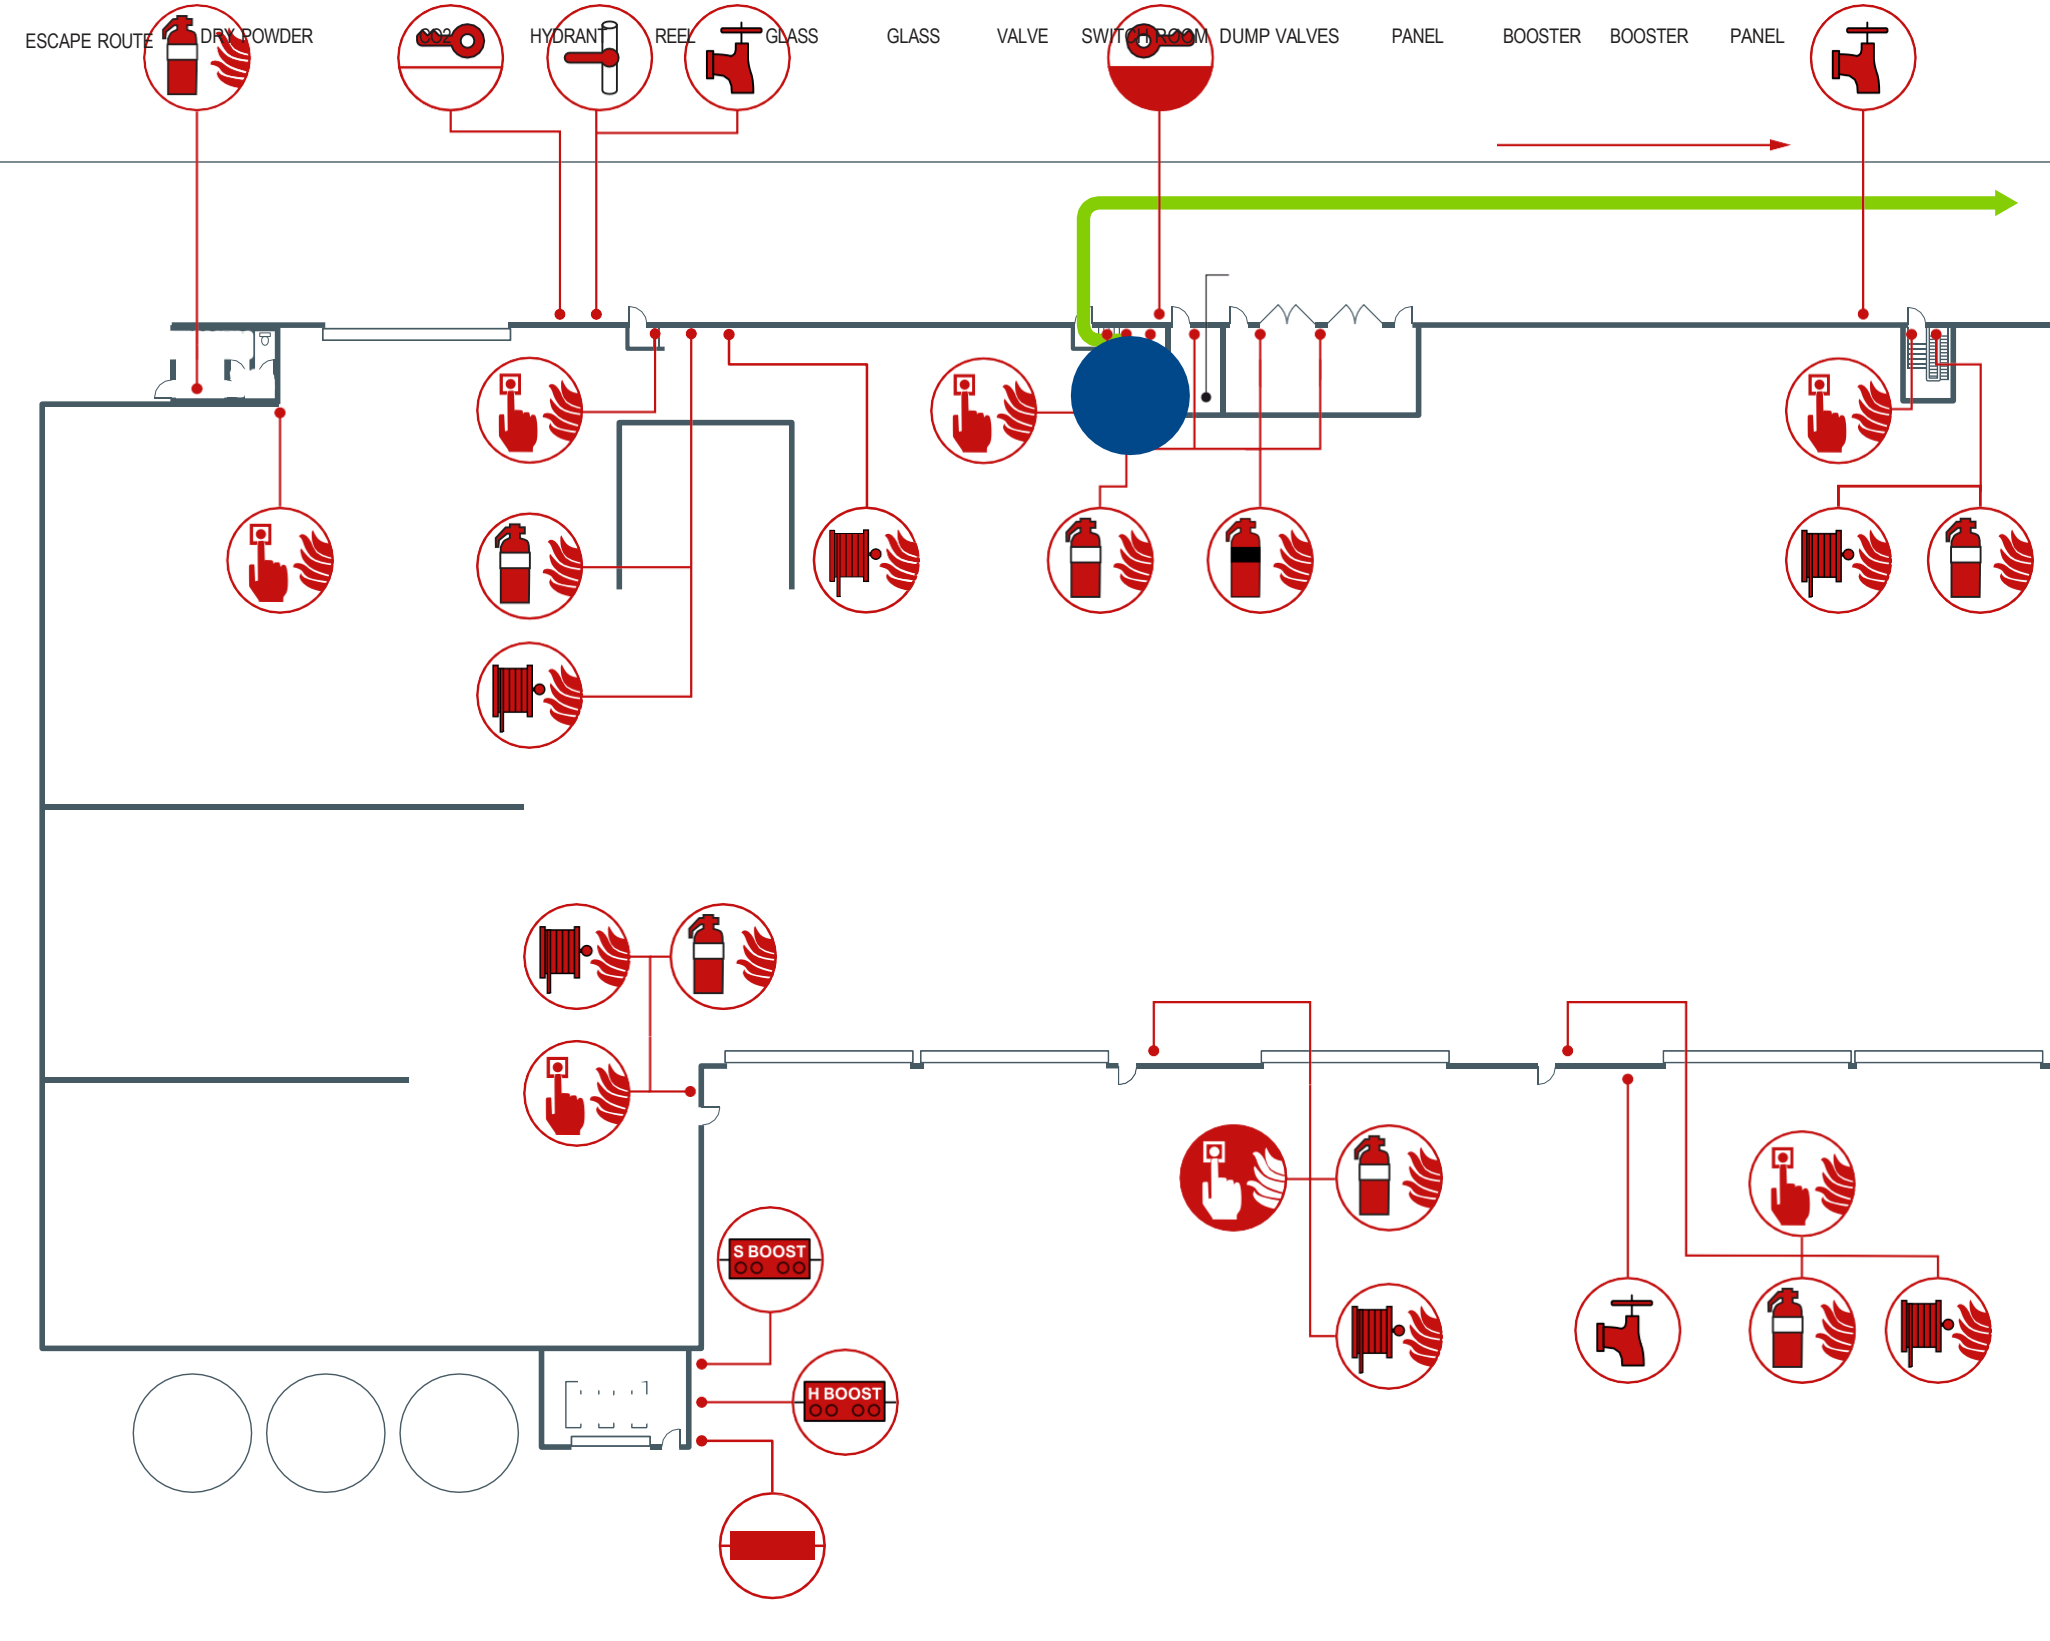 ESCAPE ROUTE DRY POWDER CO2 HYDRANT REEL GLASS GLASS VALVE SWITCH ROOM DUMP VALVES PANEL BOOSTER BOOSTER PANEL
S BOOST
H BOOST